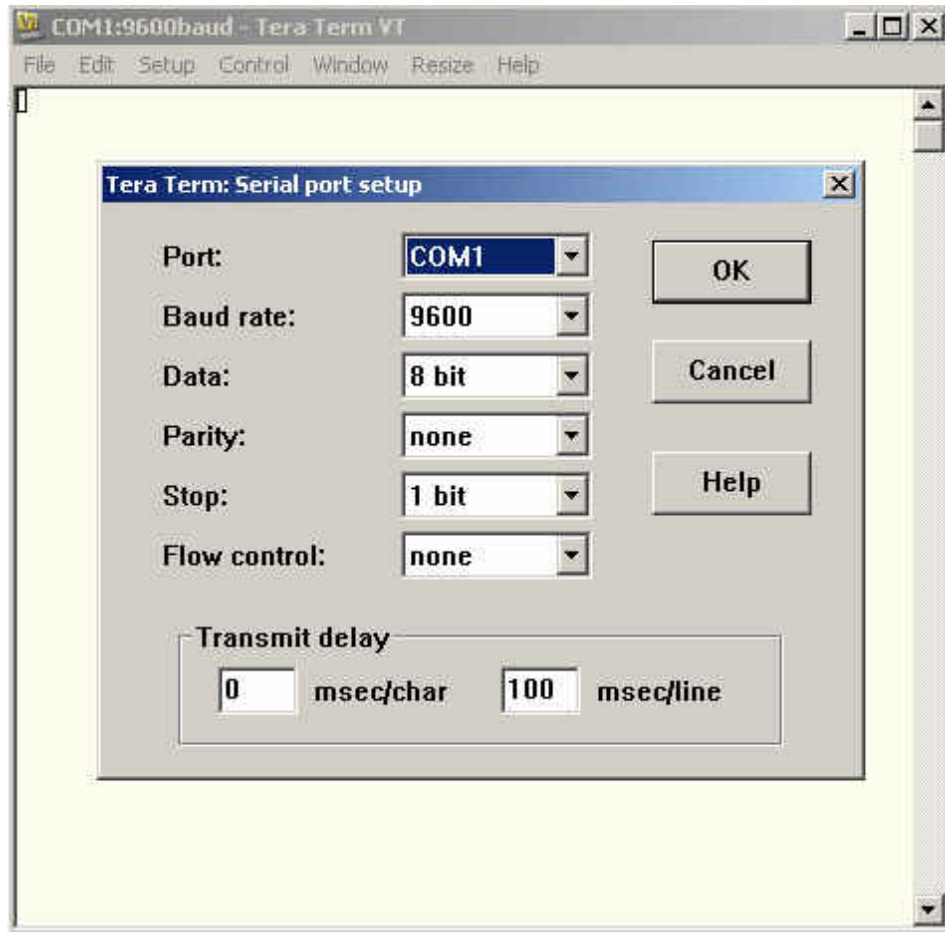 COM1:9600baud - Tera Term VT
File Edit Setup Control Window Resize Help
Tera Term: Serial port setup
Port: COM1 OK
Baud rate: 9600
Data: 8 bit Cancel
Parity: none
Stop: 1 bit Help
Flow control: none
Transmit delay
0 msec/char 100 msec/line